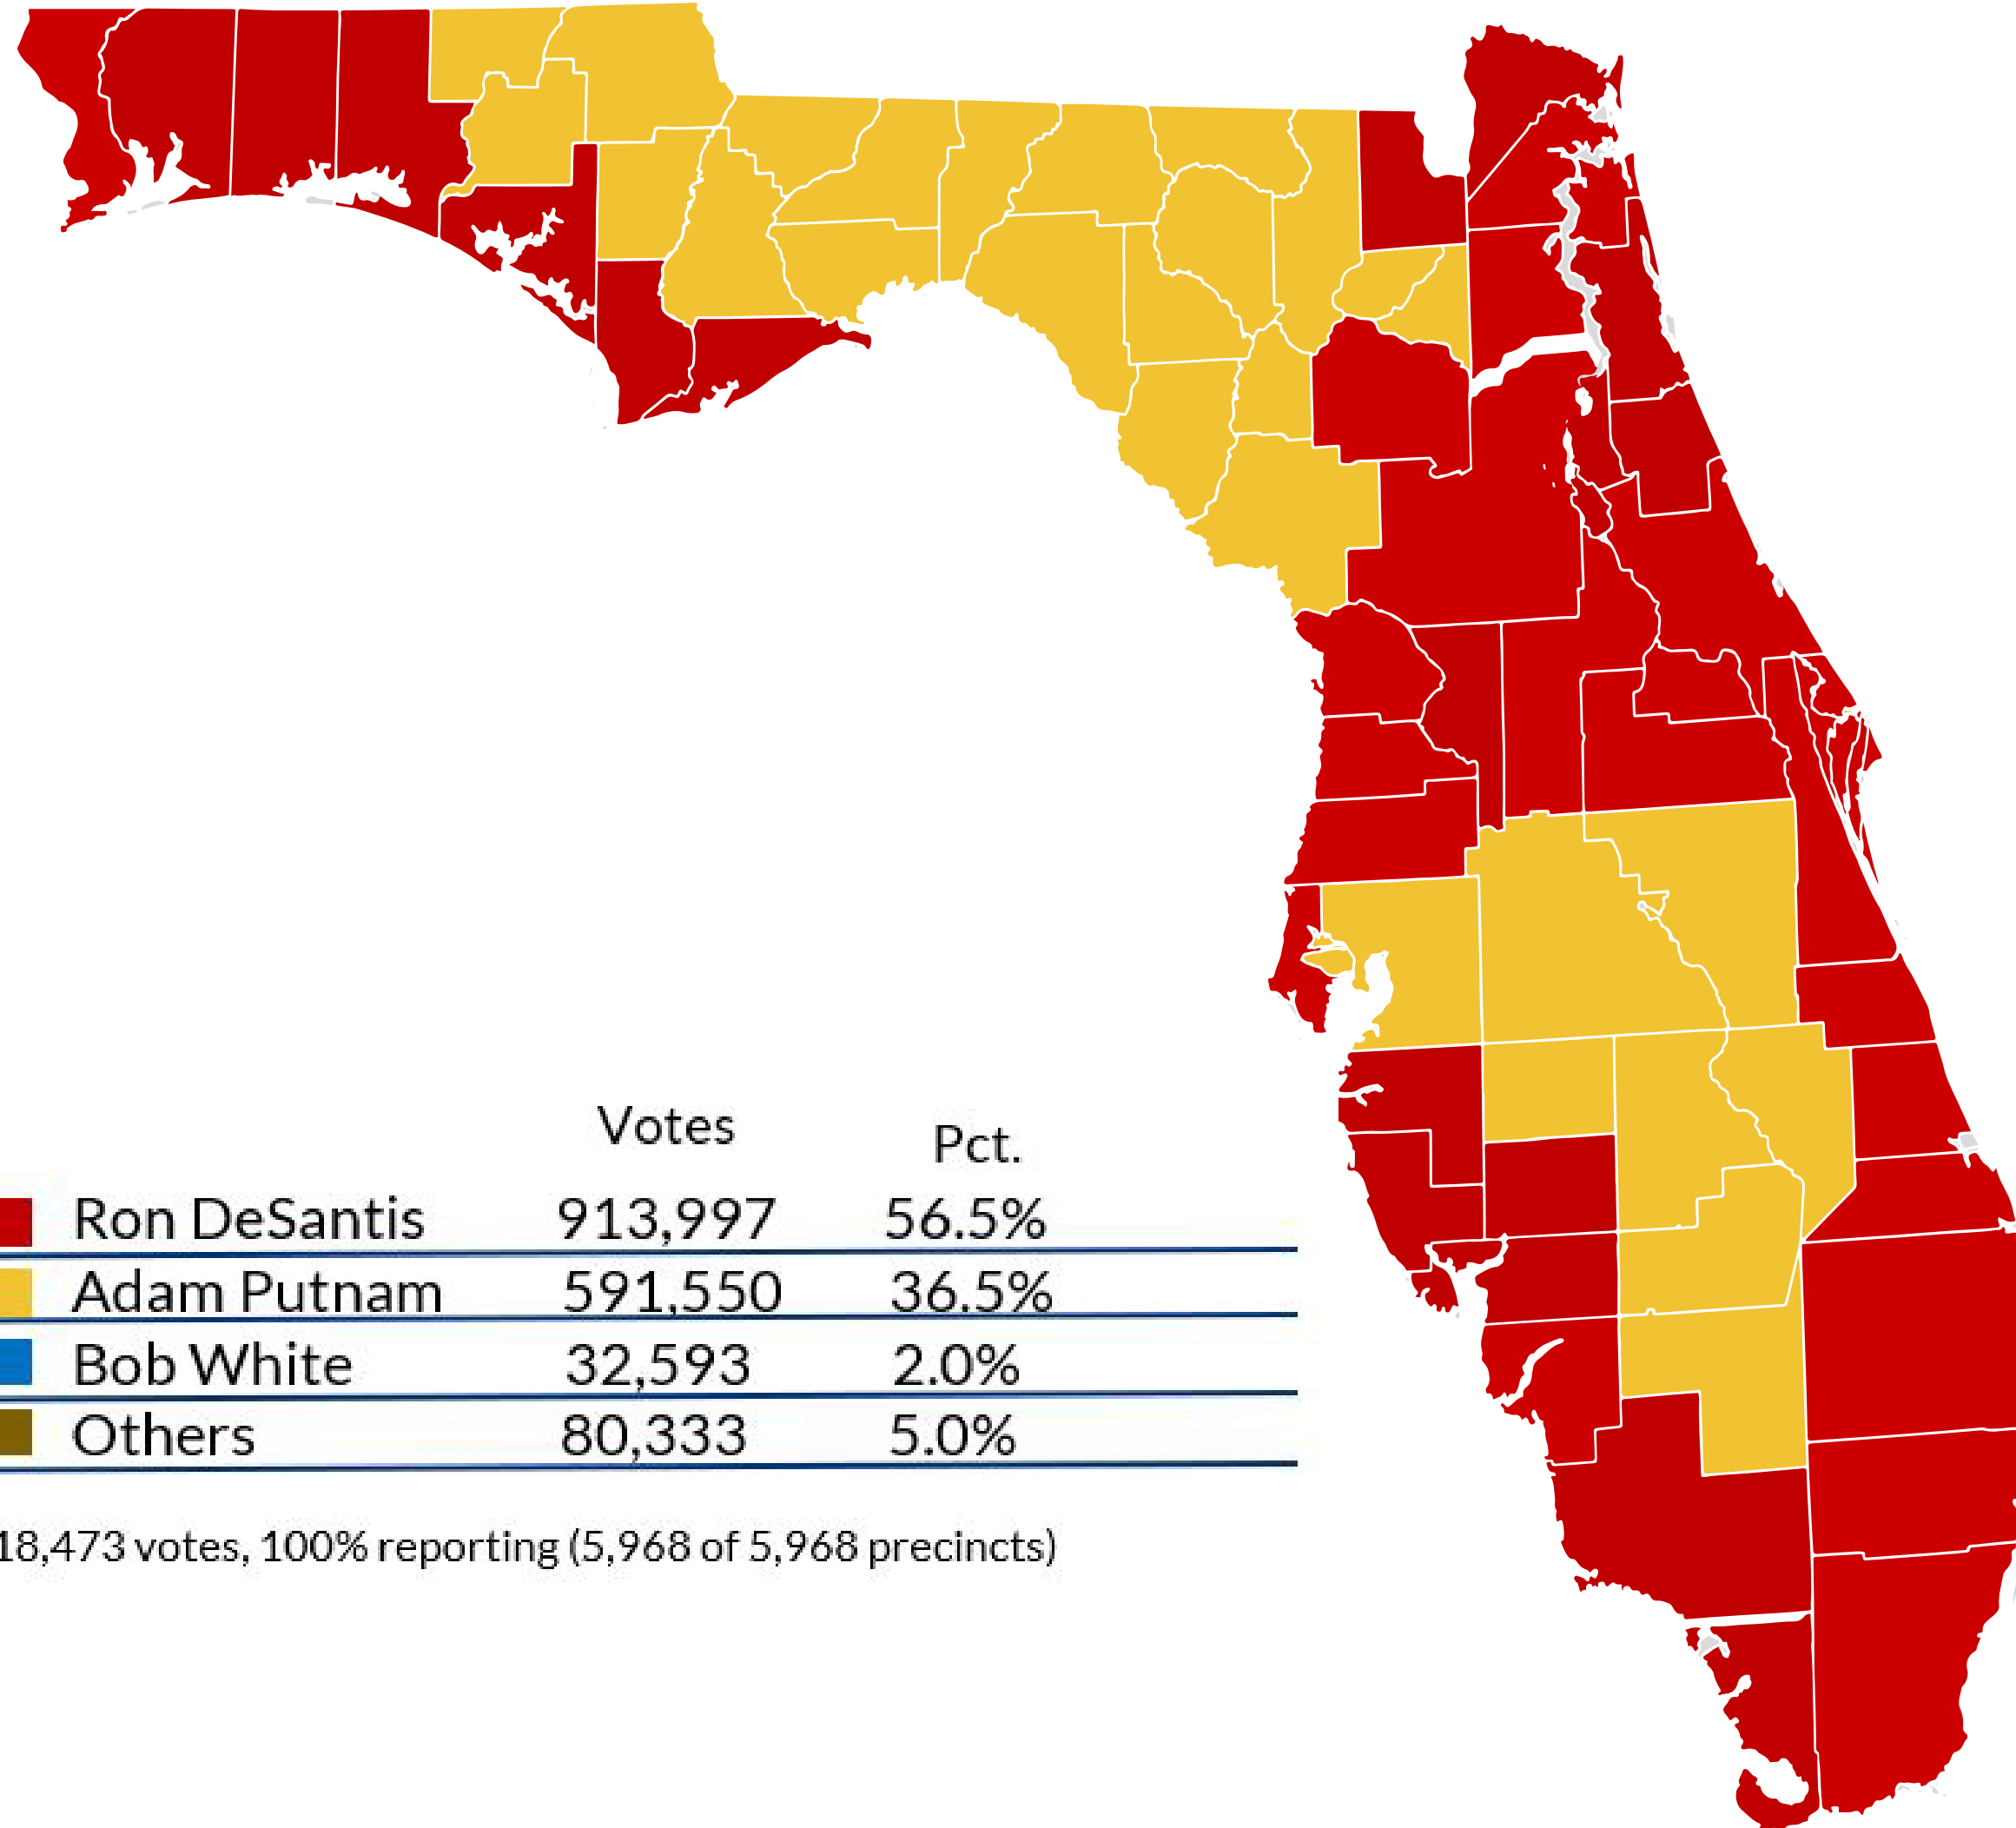 Votes Pct.
Ron DeSantis 913,997 56.5%
Adam Putnam 591,550 36.5%
Bob White 32,593 2.0%
Others 80,333 5.0%
18,473 votes, 100% reporting (5,968 of 5,968 precincts)